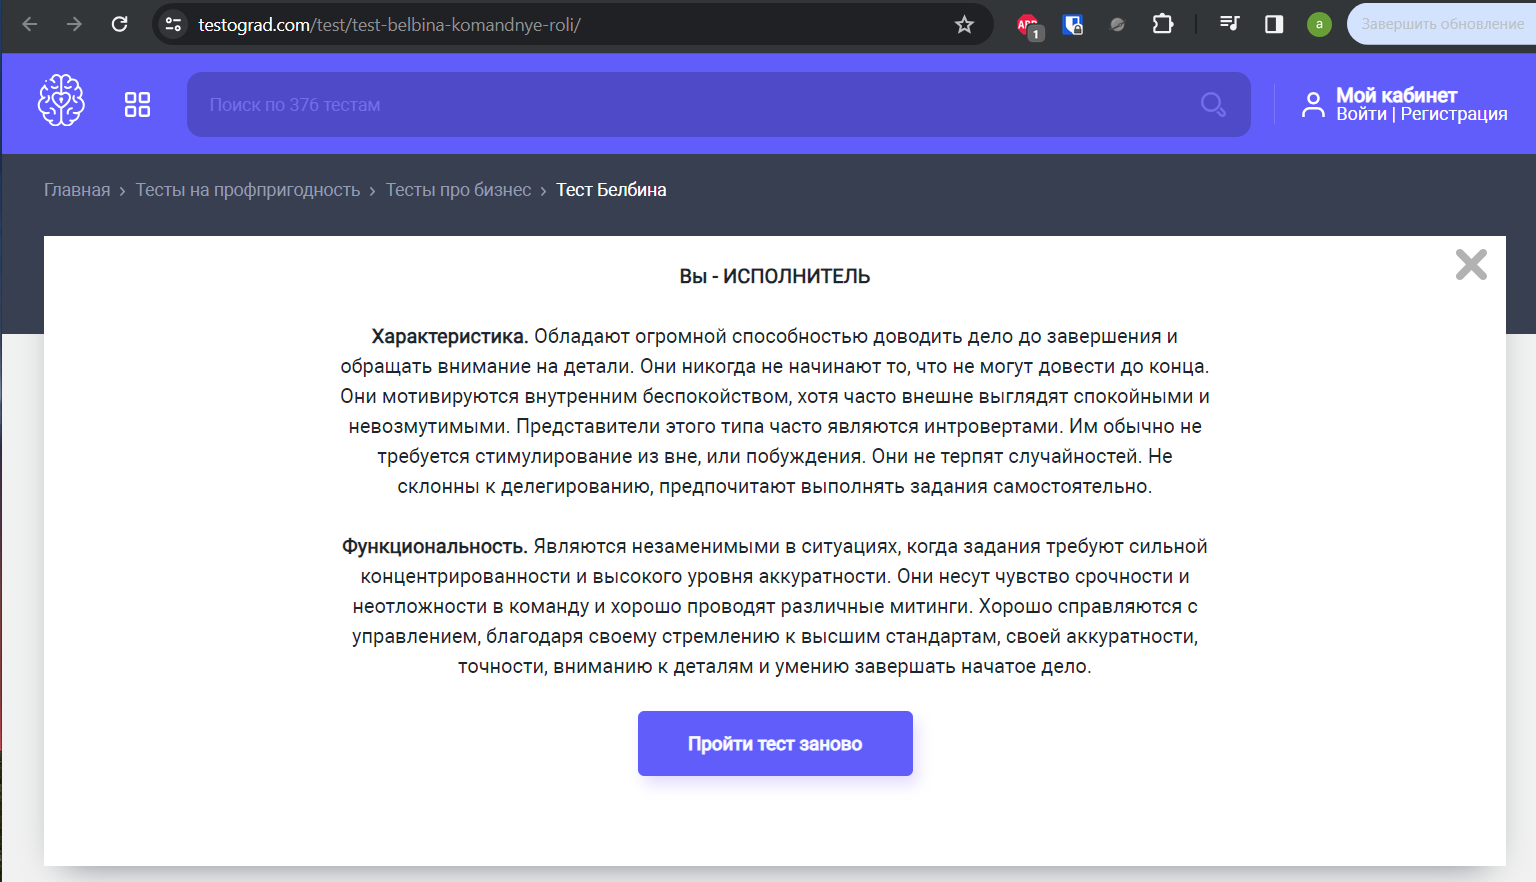 testograd.com/test/test-belbina-komandnye-roli/
ABP
1
a
Завершить обновление
Поиск по 376 тестам
Мой кабинет
Войти | Регистрация
Главная › Тесты на профпригодность › Тесты про бизнес › Тест Белбина
Вы - ИСПОЛНИТЕЛЬ
Характеристика. Обладают огромной способностью доводить дело до завершения и
обращать внимание на детали. Они никогда не начинают то, что не могут довести до конца.
Они мотивируются внутренним беспокойством, хотя часто внешне выглядят спокойными и
невозмутимыми. Представители этого типа часто являются интровертами. Им обычно не
требуется стимулирование из вне, или побуждения. Они не терпят случайностей. Не
склонны к делегированию, предпочитают выполнять задания самостоятельно.
Функциональность. Являются незаменимыми в ситуациях, когда задания требуют сильной
концентрированности и высокого уровня аккуратности. Они несут чувство срочности и
неотложности в команду и хорошо проводят различные митинги. Хорошо справляются с
управлением, благодаря своему стремлению к высшим стандартам, своей аккуратности,
точности, вниманию к деталям и умению завершать начатое дело.
Пройти тест заново